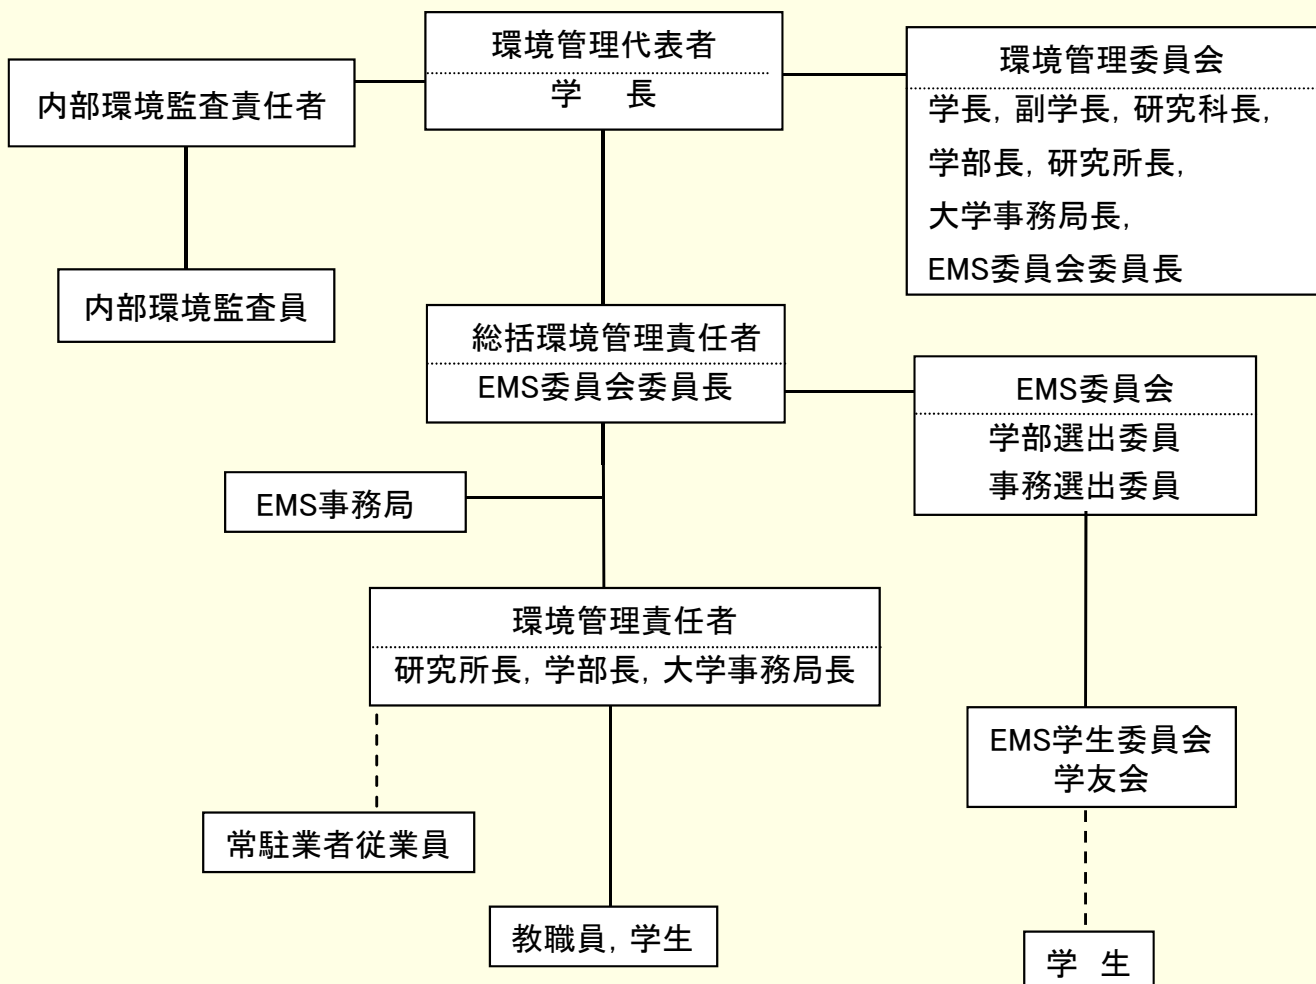 環境管理代表者
学 長
内部環境監査責任者
環境管理委員会
学長, 副学長, 研究科長,
学部長, 研究所長,
大学事務局長,
EMS委員会委員長
内部環境監査員
総括環境管理責任者
EMS委員会委員長
EMS委員会
学部選出委員
事務選出委員
EMS事務局
環境管理責任者
研究所長, 学部長, 大学事務局長
EMS学生委員会
学友会
常駐業者従業員
教職員, 学生
学 生